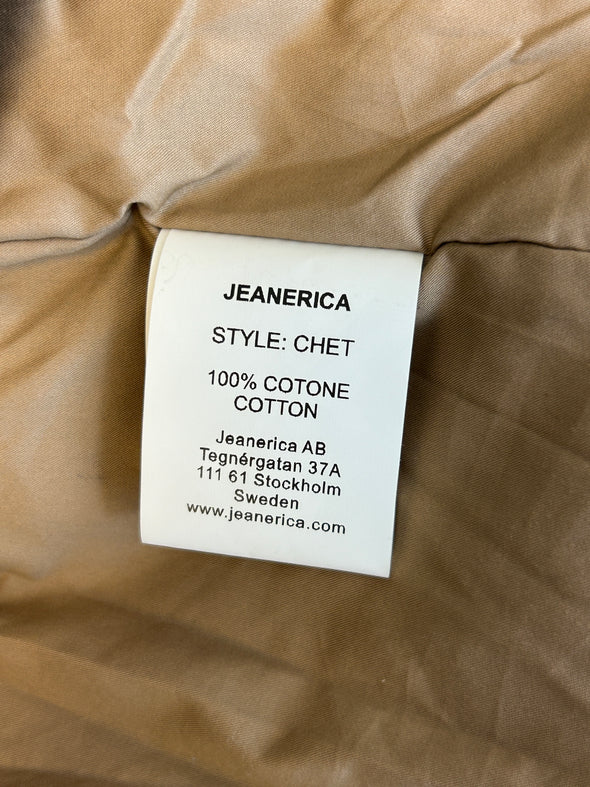 JEANERICA
STYLE: CHET
100% COTONE
COTTON
Jeanerica AB
Tegnérgatan 37A
111 61 Stockholm
Sweden
www.jeanerica.com